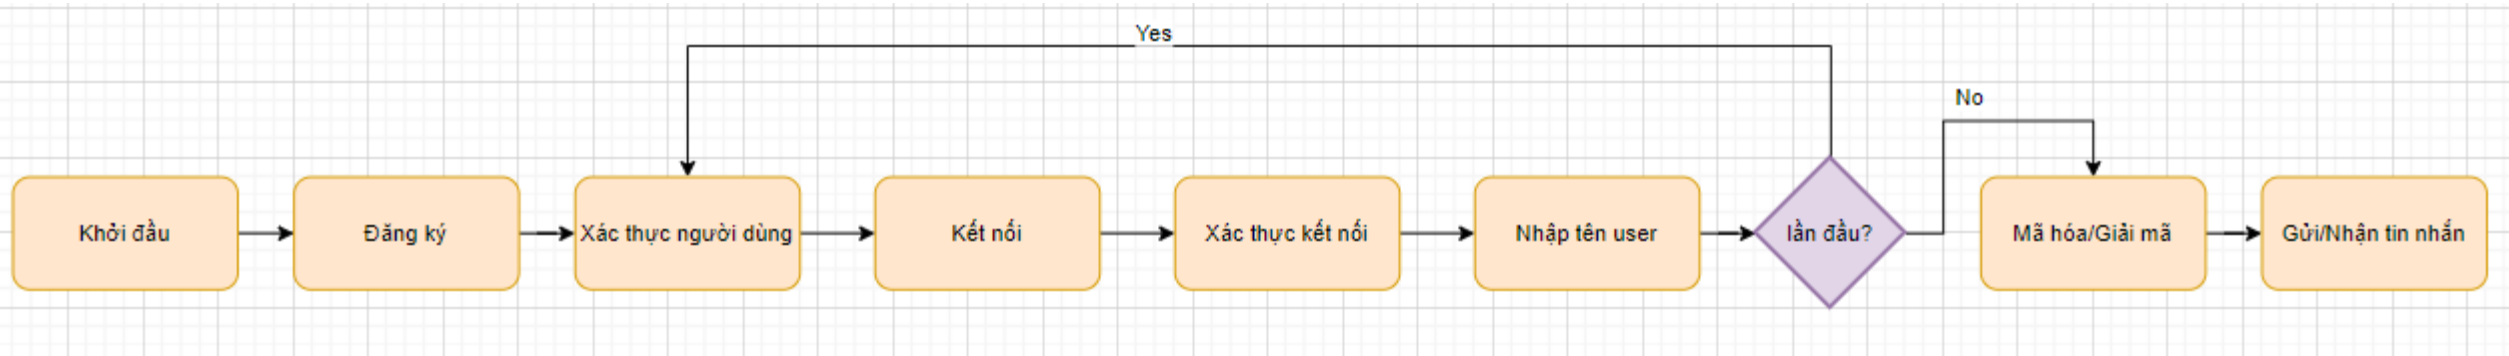 Yes
No
Khởi đầu
Đăng ký
Xác thực người dùng
Kết nối
Xác thực kết nối
Nhập tên user
lần đầu?
Mã hóa/Giải mã
Gửi/Nhận tin nhắn